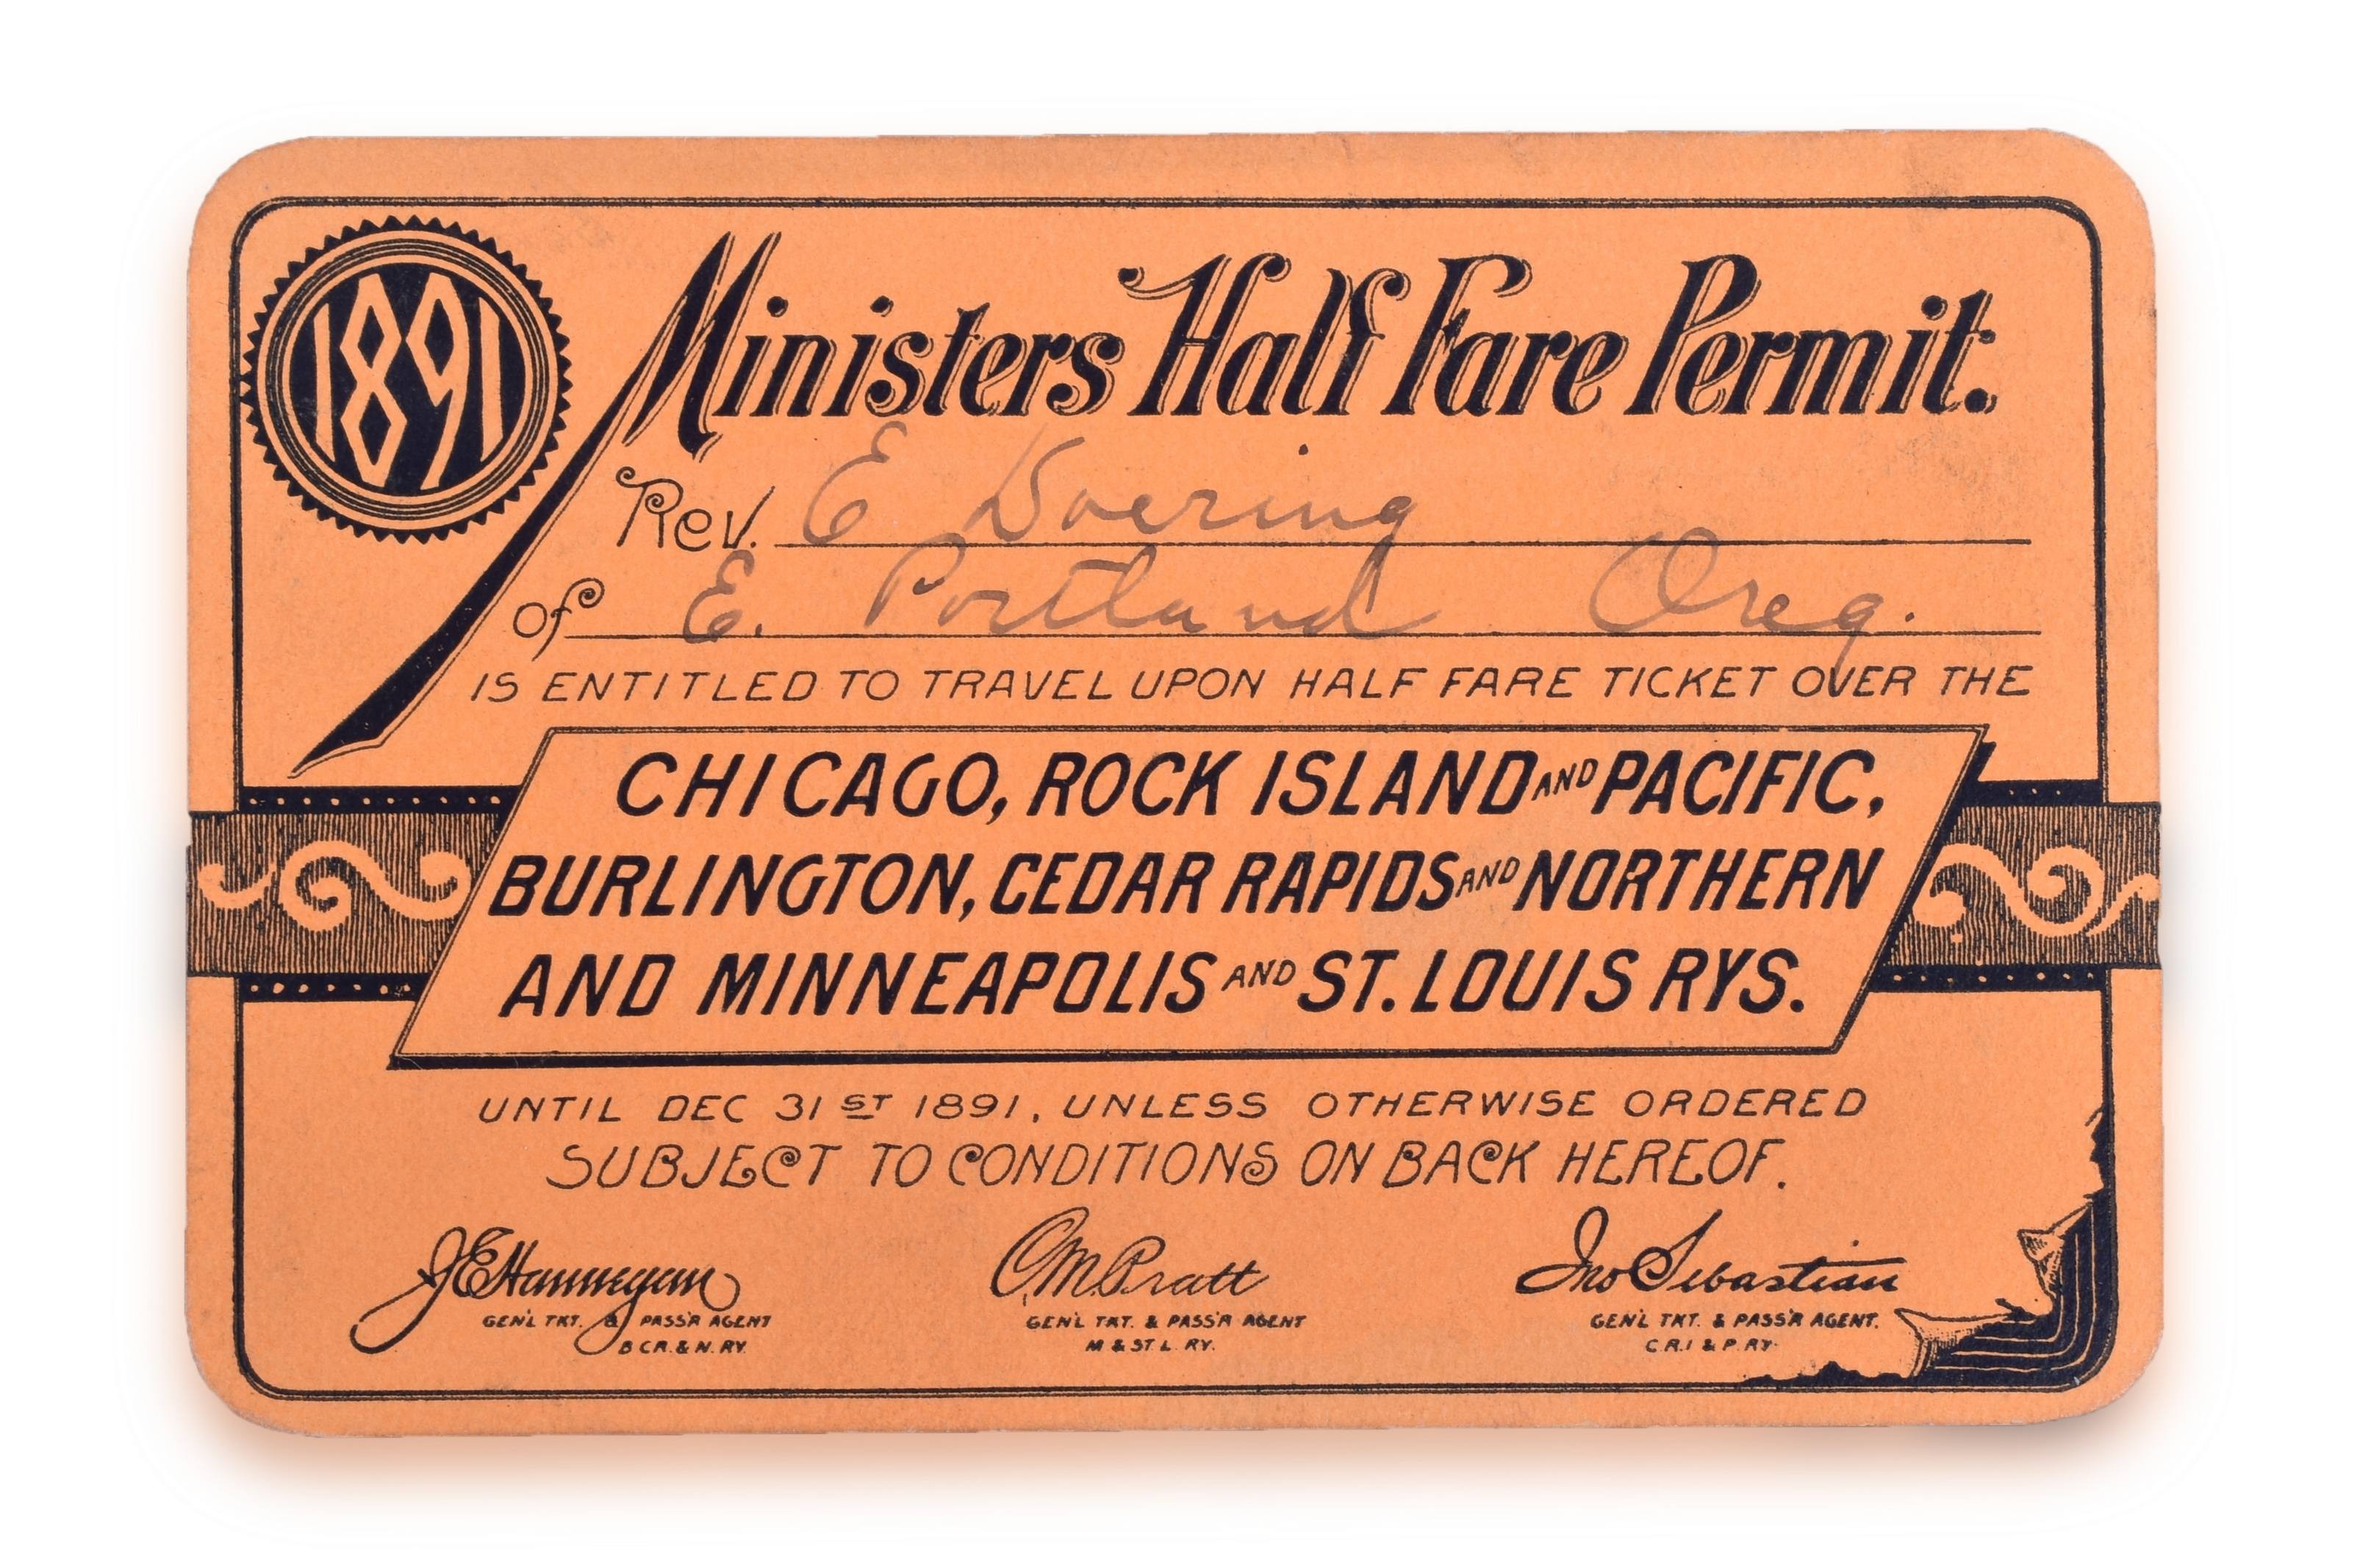 1891
Ministers Half Fare Permit.
Rev. E Doering
of E. Portland Oreg.
IS ENTITLED TO TRAVEL UPON HALF FARE TICKET OVER THE
CHICAGO, ROCK ISLAND AND PACIFIC,
BURLINGTON, CEDAR RAPIDS AND NORTHERN
AND MINNEAPOLIS AND ST. LOUIS RYS.
UNTIL DEC 31ST 1891, UNLESS OTHERWISE ORDERED
SUBJECT TO CONDITIONS ON BACK HEREOF.
J E Hannegan C M Pratt Jno Sebastian
GEN'L TKT. & PASS'R AGENT GEN'L TKT. & PASS'R AGENT GEN'L TKT. & PASS'R AGENT.
B C R. & N. RY. M & ST. L. RY. C. R. I & P. RY.